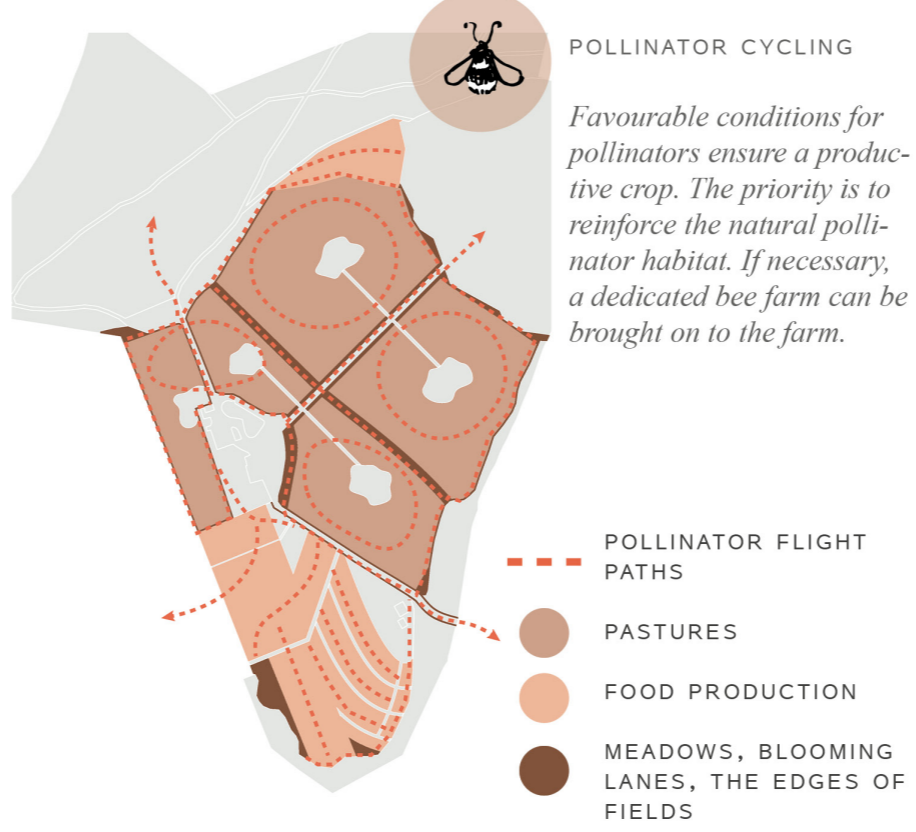 POLLINATOR CYCLING
Favourable conditions for
pollinators ensure a produc-
tive crop. The priority is to
reinforce the natural polli-
nator habitat. If necessary,
a dedicated bee farm can be
brought on to the farm.
POLLINATOR FLIGHT
PATHS
PASTURES
FOOD PRODUCTION
MEADOWS, BLOOMING
LANES, THE EDGES OF
FIELDS